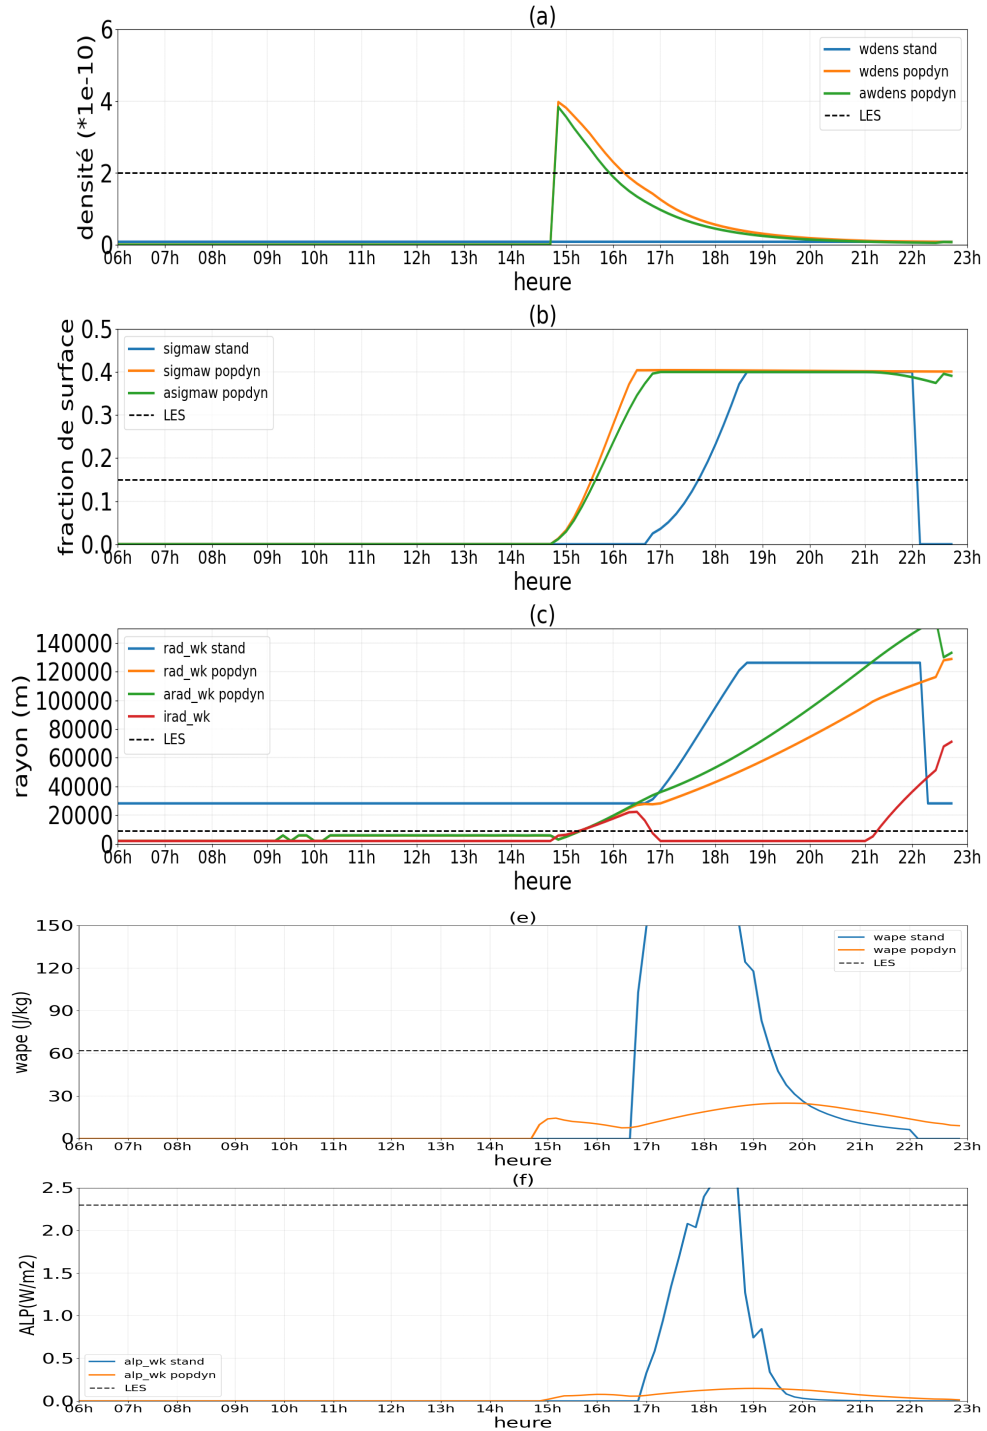 (a)
densité (*1e-10)
6
4
2
0
wdens stand
wdens popdyn
awdens popdyn
LES
06h 07h 08h 09h 10h 11h 12h 13h 14h 15h 16h 17h 18h 19h 20h 21h 22h 23h
heure
(b)
fraction de surface
0.5
0.4
0.3
0.2
0.1
0.0
sigmaw stand
sigmaw popdyn
asigmaw popdyn
LES
06h 07h 08h 09h 10h 11h 12h 13h 14h 15h 16h 17h 18h 19h 20h 21h 22h 23h
heure
(c)
rayon (m)
140000
120000
100000
80000
60000
40000
20000
0
rad_wk stand
rad_wk popdyn
arad_wk popdyn
irad_wk
LES
06h 07h 08h 09h 10h 11h 12h 13h 14h 15h 16h 17h 18h 19h 20h 21h 22h 23h
heure
(e)
wape (J/kg)
150
120
90
60
30
0
wape stand
wape popdyn
LES
06h 07h 08h 09h 10h 11h 12h 13h 14h 15h 16h 17h 18h 19h 20h 21h 22h 23h
heure
(f)
ALP(W/m2)
2.5
2.0
1.5
1.0
0.5
0.0
alp_wk stand
alp_wk popdyn
LES
06h 07h 08h 09h 10h 11h 12h 13h 14h 15h 16h 17h 18h 19h 20h 21h 22h 23h
heure